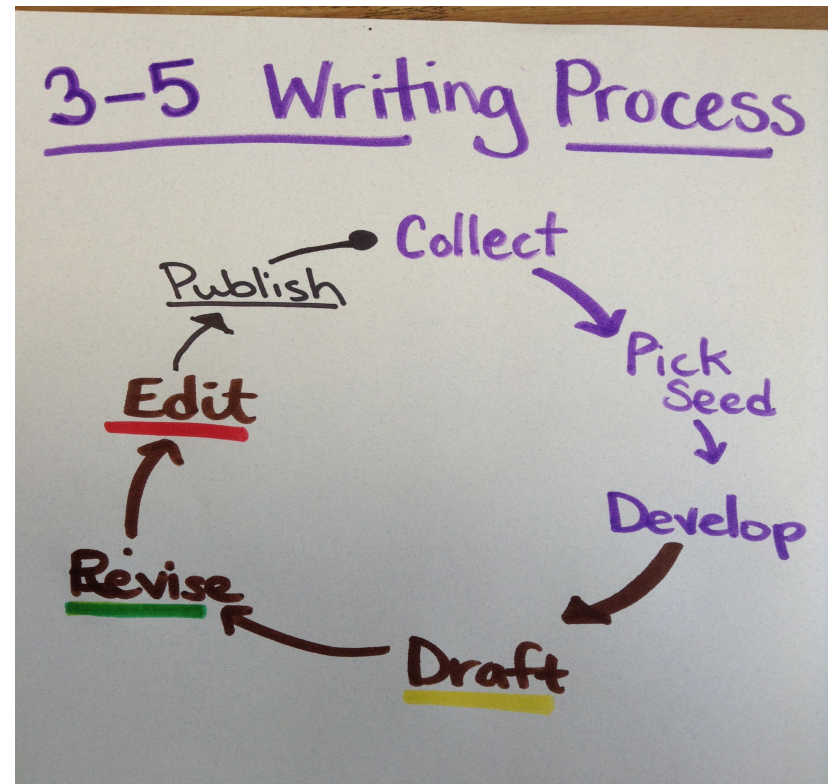 3-5 Writing Process
Collect
Pick
Seed
Develop
Draft
Revise
Edit
Publish